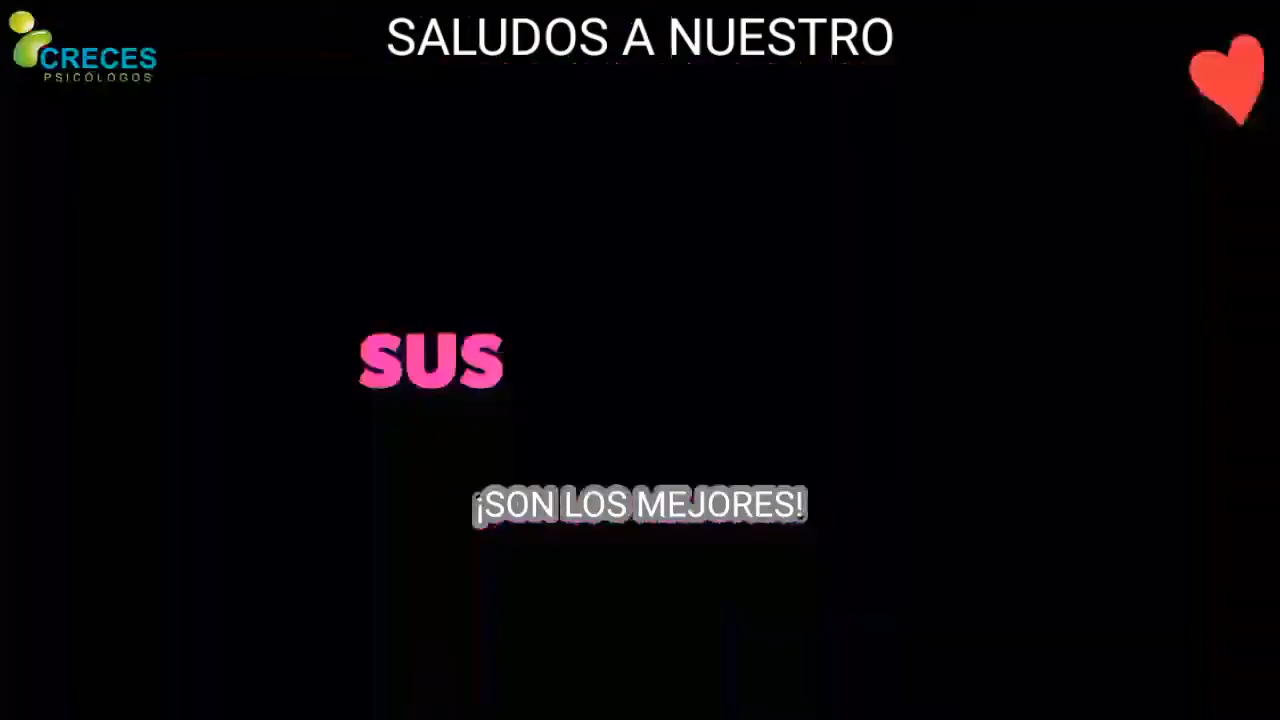 SALUDOS A NUESTRO
CRECES
PSICÓLOGOS
SUS
¡SON LOS MEJORES!